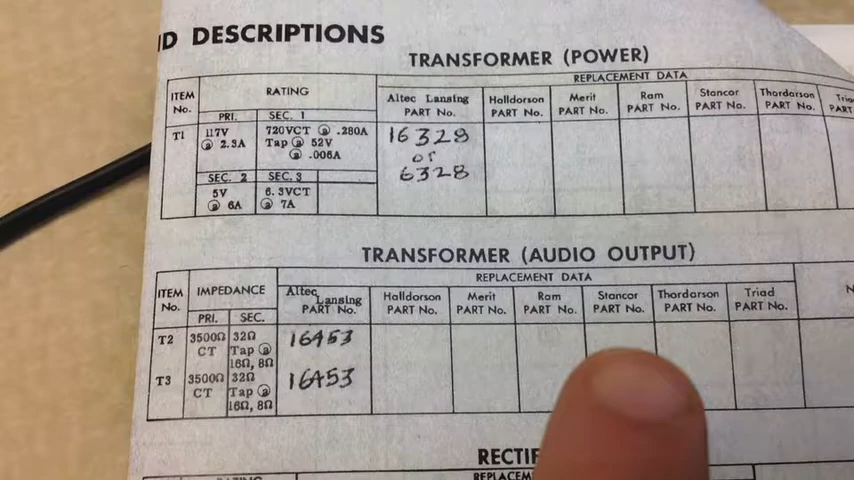 ID DESCRIPTIONS
TRANSFORMER (POWER)
ITEM No. RATING REPLACEMENT DATA
PRI. SEC. 1 Altec Lansing PART No. Halldorson PART No. Merit PART No. Ram PART No. Stancor PART No. Thordarson PART No. Tria
T1 117V @ 2.3A 720VCT @ .280A 16329
Tap @ 52V or
@ .006A 6328
SEC. 2 SEC. 3
5V 6.3VCT
@ 6A @ 7A
TRANSFORMER (AUDIO OUTPUT)
REPLACEMENT DATA
ITEM No. IMPEDANCE Altec Lansing PART No. Halldorson PART No. Merit PART No. Ram PART No. Stancor PART No. Thordarson PART No. Triad PART No. N
PRI. SEC.
T2 3500Ω 32Ω 16453
CT Tap @
16Ω, 8Ω
T3 3500Ω 32Ω 16453
CT Tap @
16Ω, 8Ω
RECTIF
REPLACEM